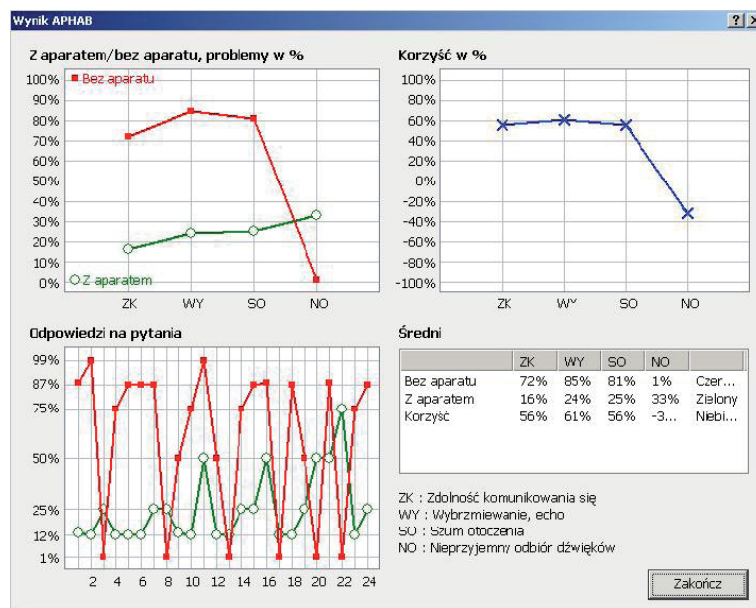 Wynik APHAB
? ×
Z aparatem/bez aparatu, problemy w %
100%
90%
80%
70%
60%
50%
40%
30%
20%
10%
0%
Bez aparatu
Z aparatem
ZK WY SO NO
Korzyść w %
100%
80%
60%
40%
20%
0%
-20%
-40%
-60%
-80%
-100%
ZK WY SO NO
Odpowiedzi na pytania
99%
87%
75%
50%
25%
12%
1%
2 4 6 8 10 11 12 14 16 18 20 22 24
Średni
ZK WY SO NO
Bez aparatu 72% 85% 81% 1% Czer...
Z aparatem 16% 24% 25% 33% Zielony
Korzyść 56% 61% 56% -3... Niebi...
ZK : Zdolność komunikowania się
WY : Wybrzmiewanie, echo
SO : Szum otoczenia
NO : Nieprzyjemny odbiór dźwięków
Zakończ